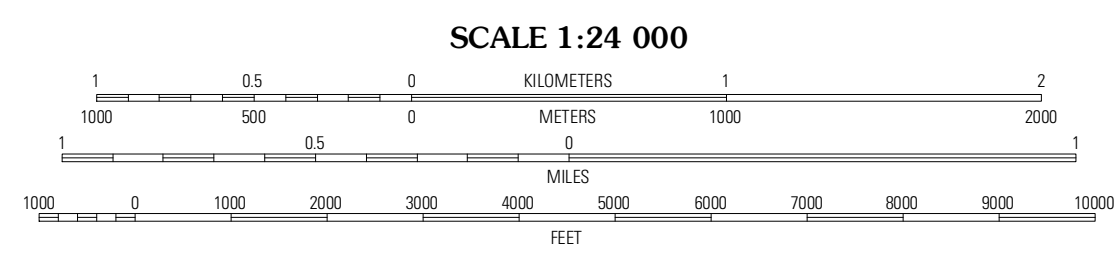 SCALE 1:24 000
1 0.5 0 KILOMETERS 1 2
1000 500 0 METERS 1000 2000
1 0.5 0 1
MILES
1000 0 1000 2000 3000 4000 5000 6000 7000 8000 9000 10000
FEET